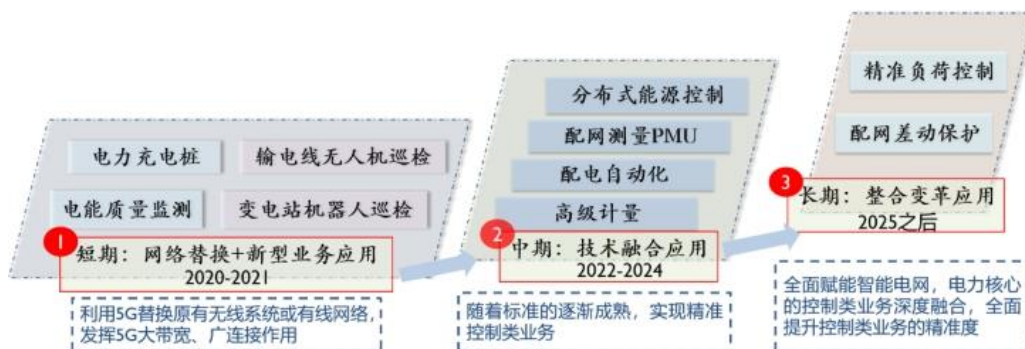 电力充电桩
输电线无人机巡检
电能质量监测
变电站机器人巡检
1
短期：网络替换+新型业务应用
2020-2021
利用5G替换原有无线系统或有线网络，
发挥5G大带宽、广连接作用
分布式能源控制
配网测量PMU
配电自动化
高级计量
2
中期：技术融合应用
2022-2024
随着标准的逐渐成熟，实现精准
控制类业务
精准负荷控制
配网差动保护
3
长期：整合变革应用
2025之后
全面赋能智能电网，电力核心
的控制类业务深度融合，全面
提升控制类业务的精准度